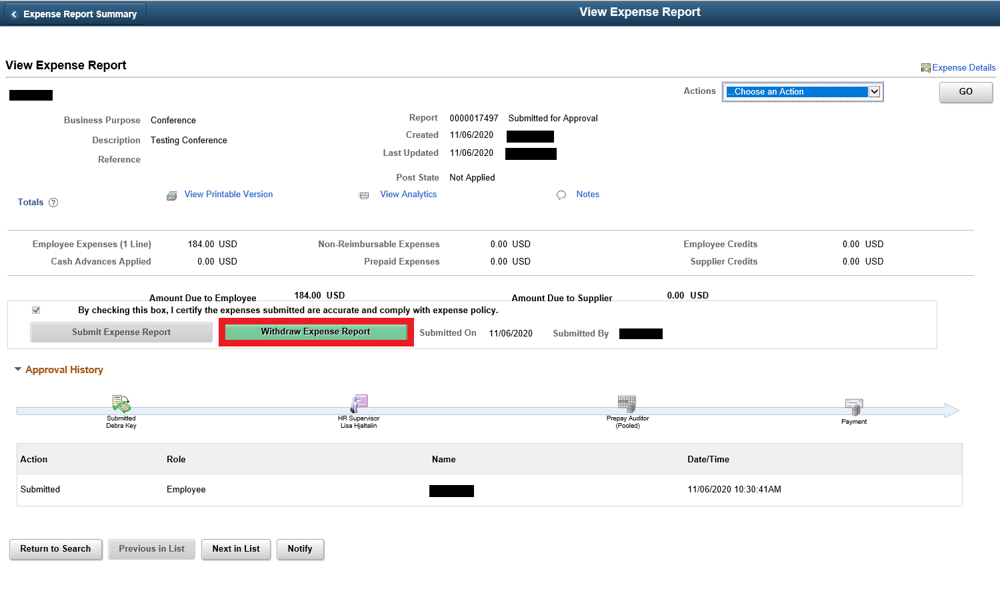 Expense Report Summary
View Expense Report
View Expense Report
Expense Details
Actions ...Choose an Action GO
Business Purpose Conference
Report 0000017497 Submitted for Approval
Description Testing Conference
Created 11/06/2020
Reference
Last Updated 11/06/2020
Post State Not Applied
Totals ? View Printable Version View Analytics Notes
Employee Expenses (1 Line) 184.00 USD Non-Reimbursable Expenses 0.00 USD Employee Credits 0.00 USD
Cash Advances Applied 0.00 USD Prepaid Expenses 0.00 USD Supplier Credits 0.00 USD
Amount Due to Employee 184.00 USD Amount Due to Supplier 0.00 USD
By checking this box, I certify the expenses submitted are accurate and comply with expense policy.
Submit Expense Report Withdraw Expense Report Submitted On 11/06/2020 Submitted By
Approval History
Submitted
Debra Key
HR Supervisor
Lisa Hjaltalin
Prepay Auditor
(Pooled)
Payment
Action Role Name Date/Time
Submitted Employee 11/06/2020 10:30:41AM
Return to Search Previous in List Next in List Notify